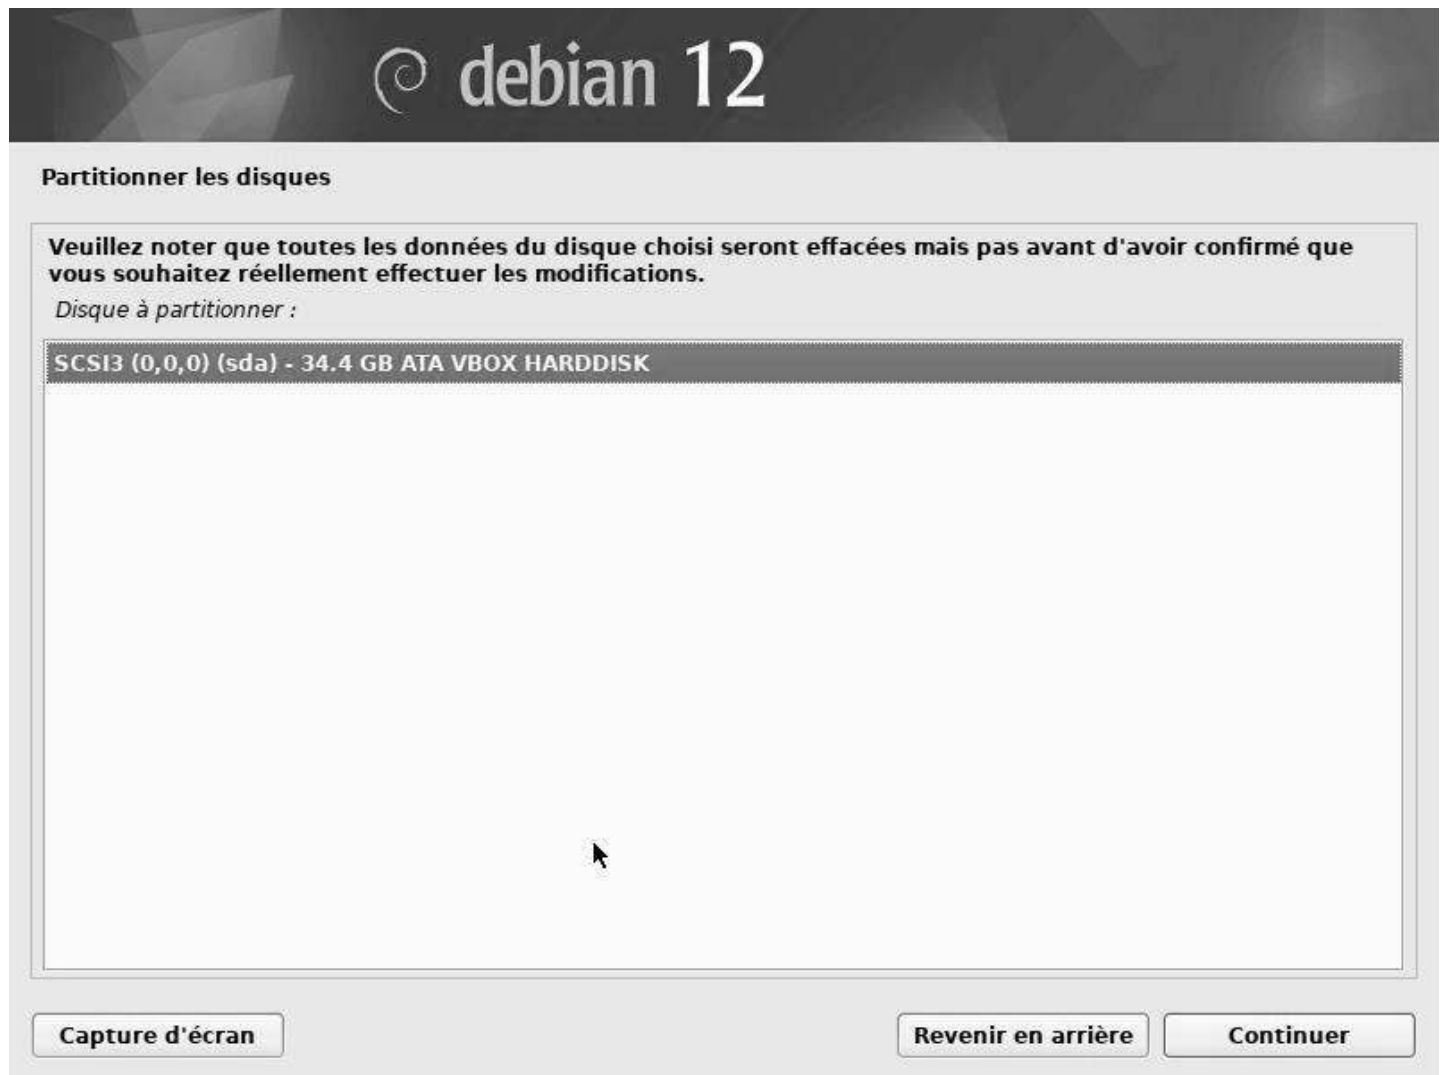 debian 12
Partitionner les disques
Veuillez noter que toutes les données du disque choisi seront effacées mais pas avant d'avoir confirmé que
vous souhaitez réellement effectuer les modifications.
Disque à partitionner :
SCSI3 (0,0,0) (sda) - 34.4 GB ATA VBOX HARDDISK
Capture d'écran
Revenir en arrière
Continuer